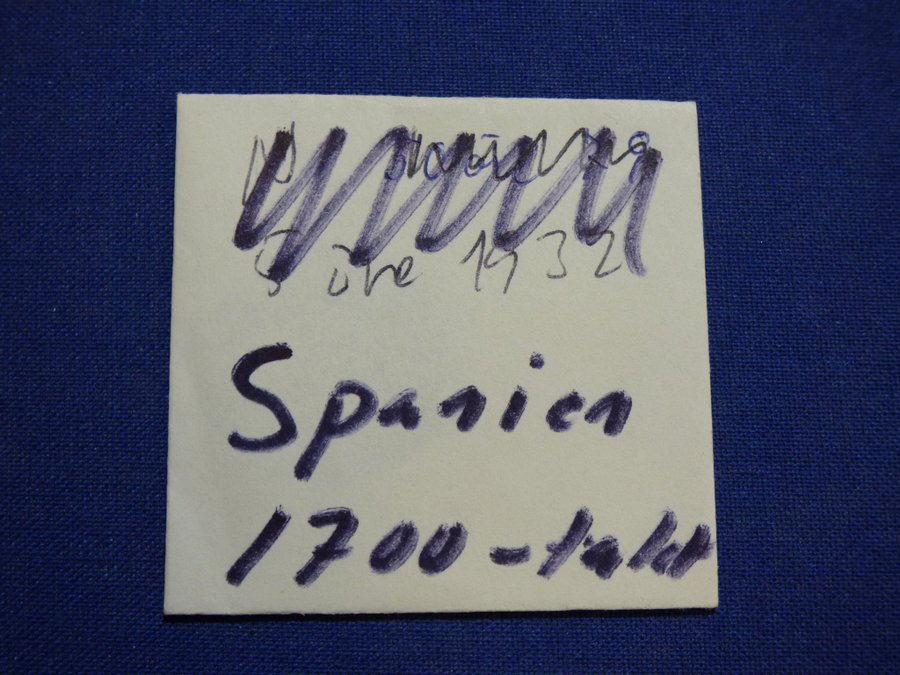 5 öre 1932
Spanien
1700-talet